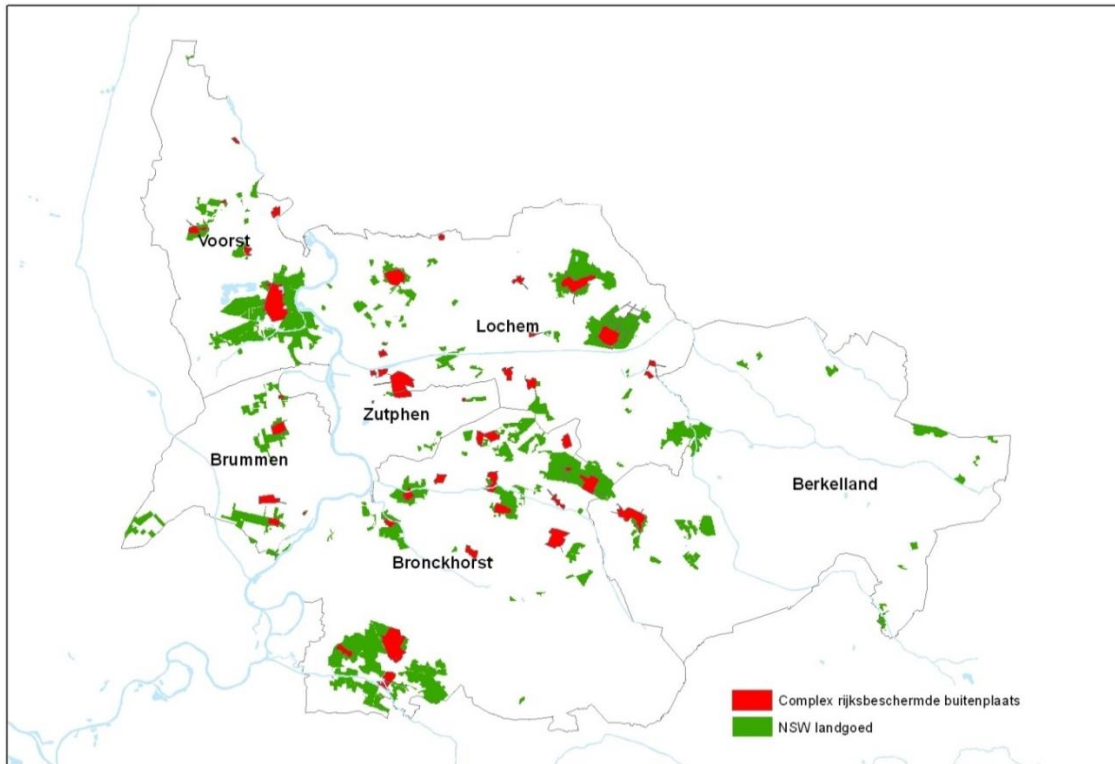 Voorst
Lochem
Zutphen
Brummen
Berkelland
Bronckhorst
Complex rijksbeschermde buitenplaats
NSW landgoed